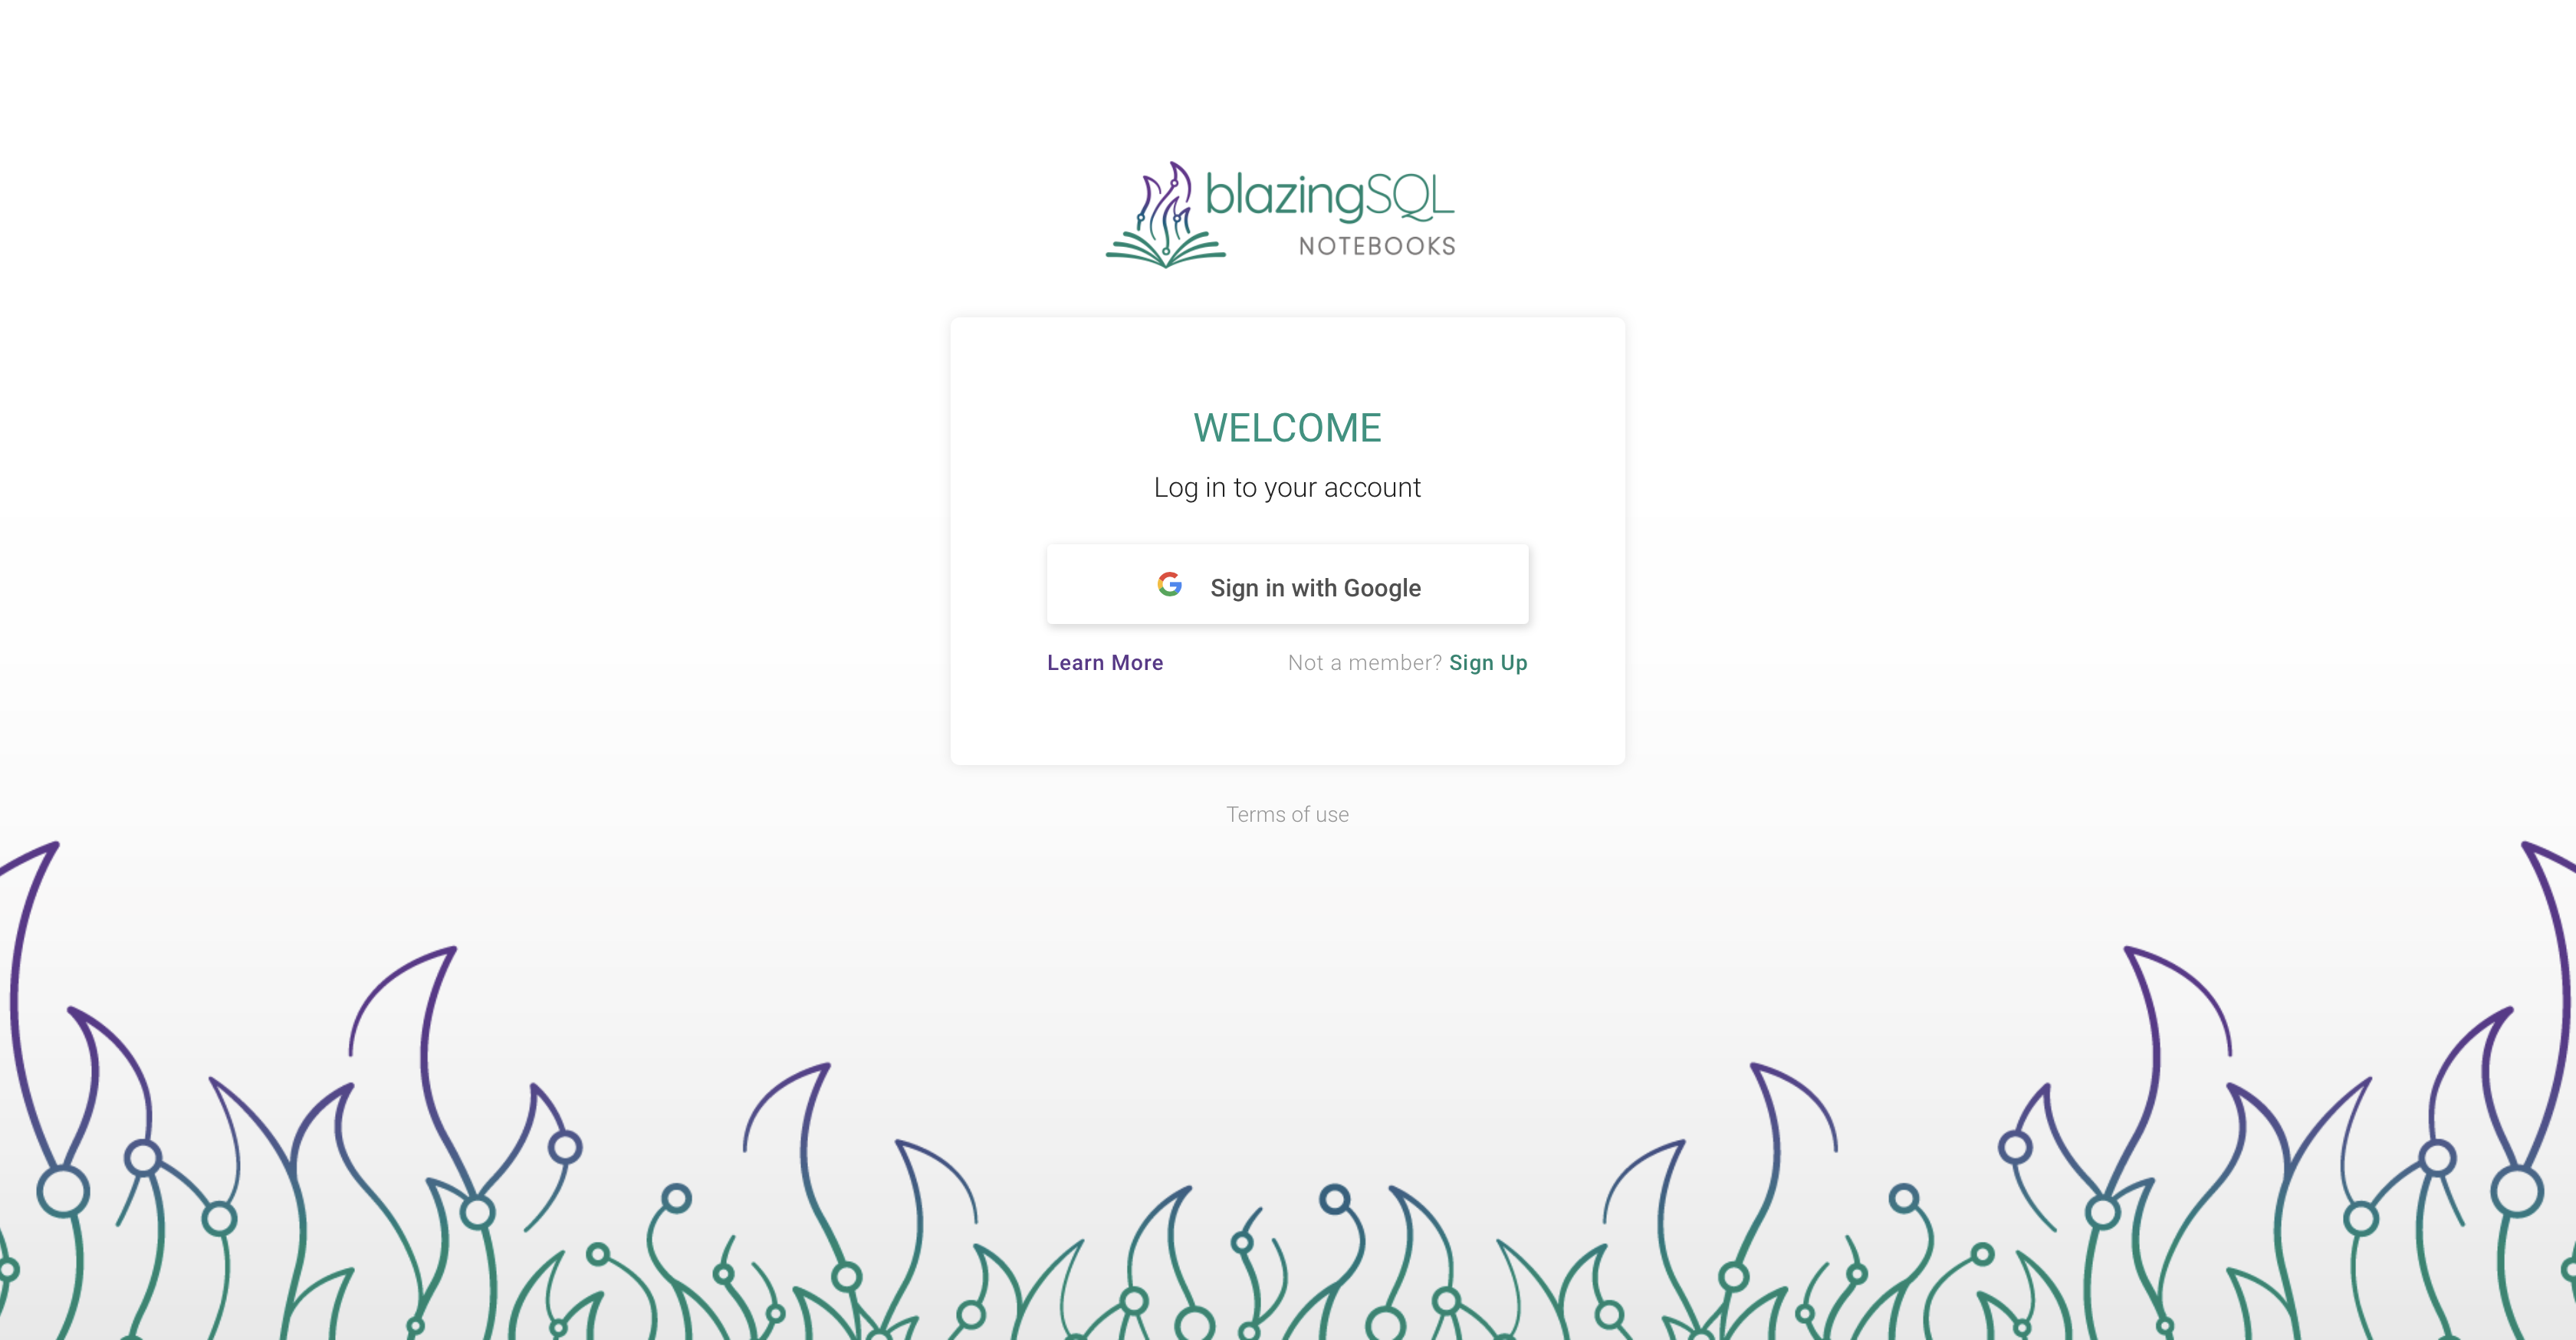 blazingSQL
NOTEBOOKS
WELCOME
Log in to your account
Sign in with Google
Learn More Not a member? Sign Up
Terms of use